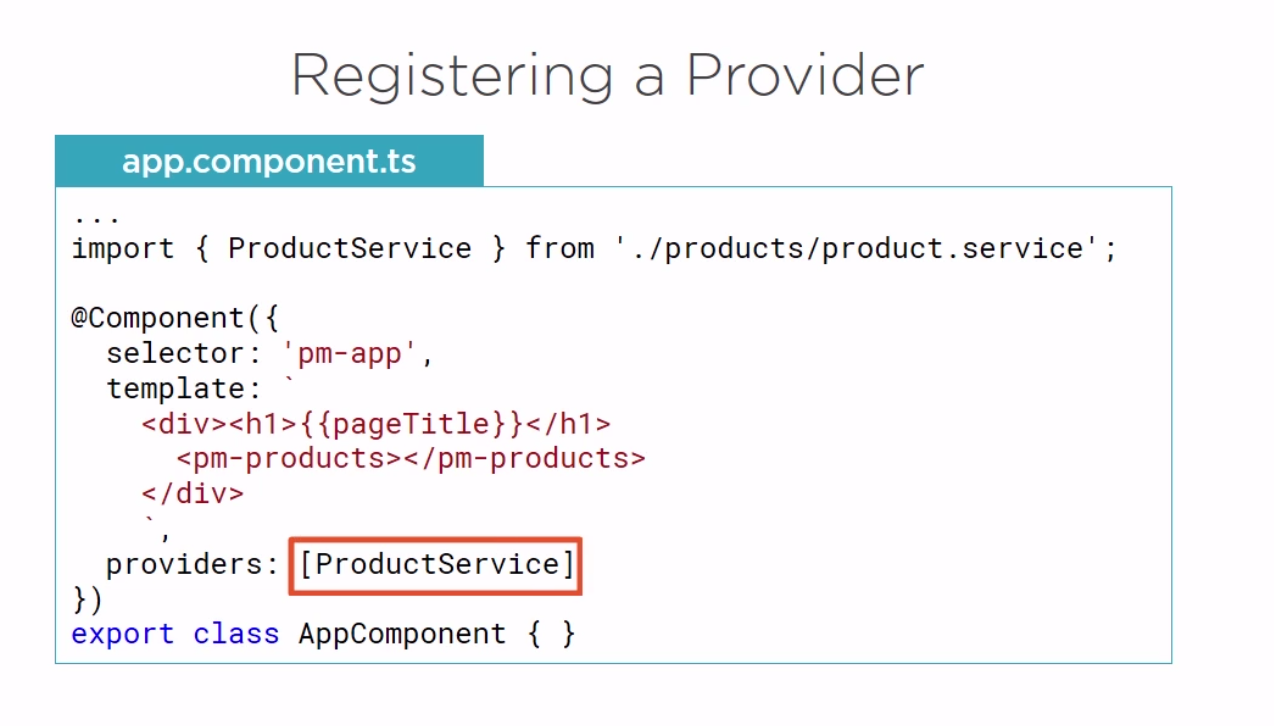 Registering a Provider
app.component.ts
...
import { ProductService } from './products/product.service';
@Component({
  selector: 'pm-app',
  template: `
    <div><h1>{{pageTitle}}</h1>
      <pm-products></pm-products>
    </div>
    `,
  providers: [ProductService]
})
export class AppComponent { }